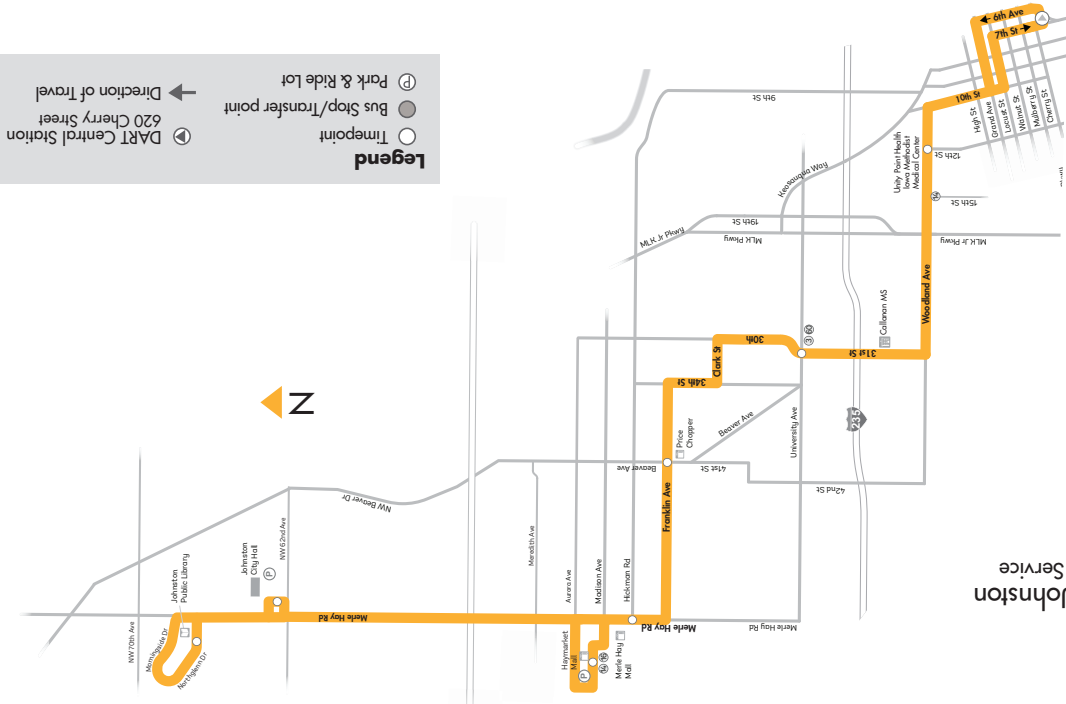 Johnston
Service
Legend
Timepoint
Bus Stop/Transfer point
P Park & Ride Lot
DART Central Station
620 Cherry Street
Direction of Travel
N
6th Ave
7th St
10th St
High St
Grand Ave
Locust St
Walnut St
Mulberry St
Cherry St
9th St
12th St
15th St
Unity Point Health
Iowa Methodist
Medical Center
Keosauqua Way
19th St
MLK Jr Pkwy
MLK Pkwy
MLK Jr Pkwy
Woodland Ave
Callanan MS
31st St
3 60
30th
Clark St
34th St
235
University Ave
Beaver Ave
Price
Chopper
Beaver Ave
41st St
42nd St
Franklin Ave
NW Beaver Dr
Meredith Ave
Aurora Ave
Madison Ave
Hickman Rd
NW 62nd Ave
NW 70th Ave
Johnston
City Hall
P
Johnston
Public Library
Morningside Dr
Northglenn Dr
Merle Hay Rd
Merle Hay Rd
Merle Hay Rd
Haymarket
Mall
P
Merle Hay
Mall